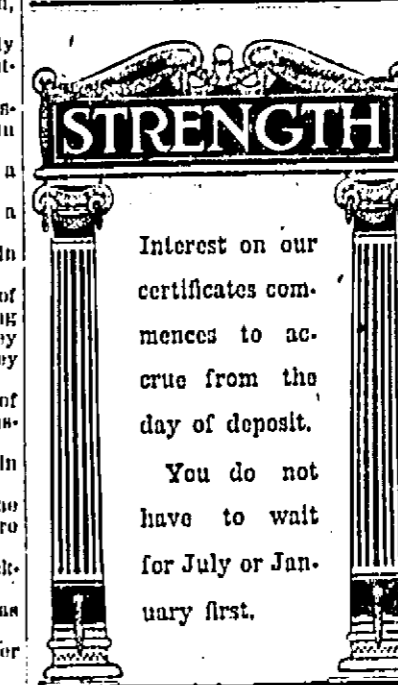 STRENGTH
Interest on our
certificates com-
mences to ac-
crue from the
day of deposit.
You do not
have to wait
for July or Jan-
uary first.